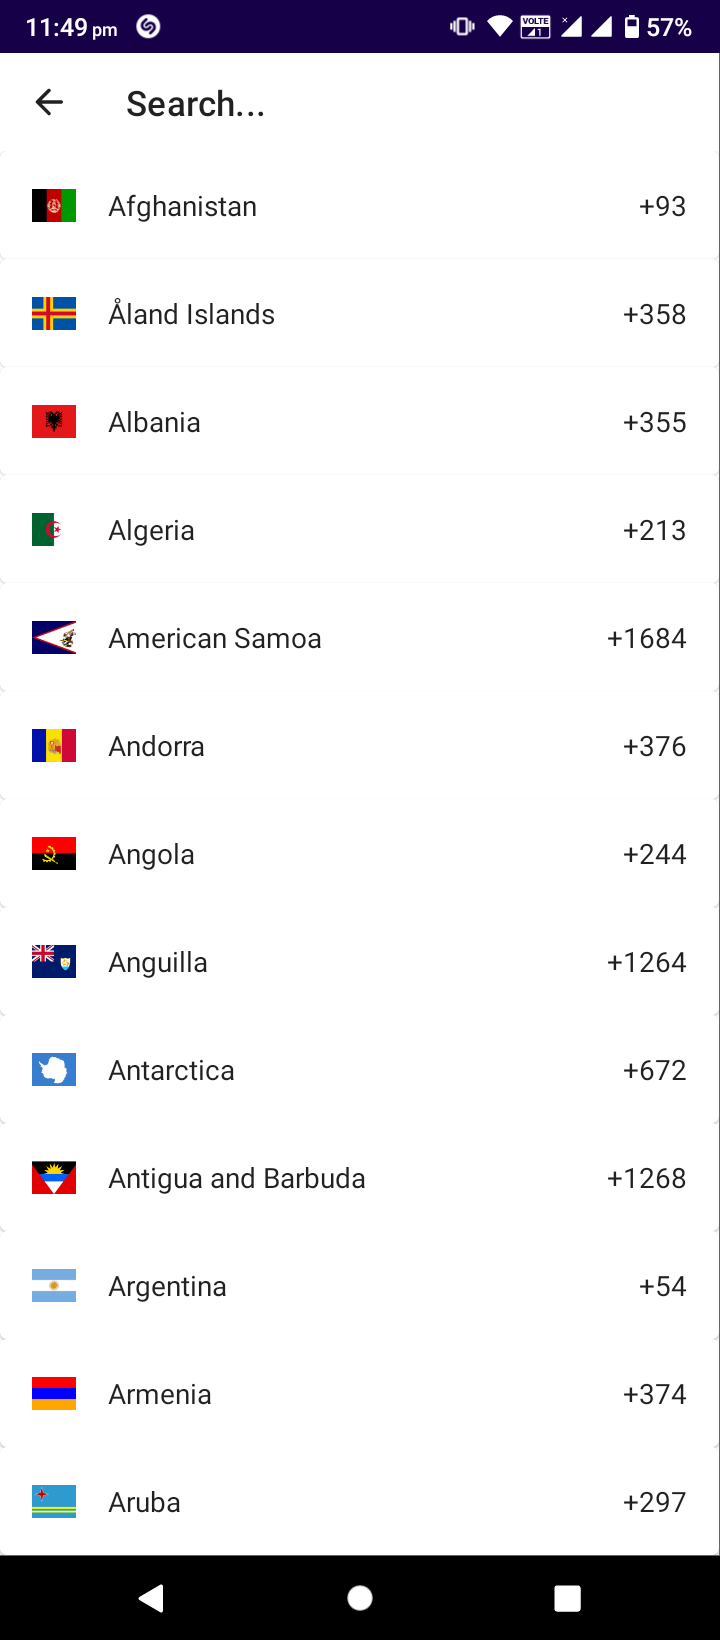 11:49 pm 57%
VOLTE
1
Search...
Afghanistan +93
Åland Islands +358
Albania +355
Algeria +213
American Samoa +1684
Andorra +376
Angola +244
Anguilla +1264
Antarctica +672
Antigua and Barbuda +1268
Argentina +54
Armenia +374
Aruba +297